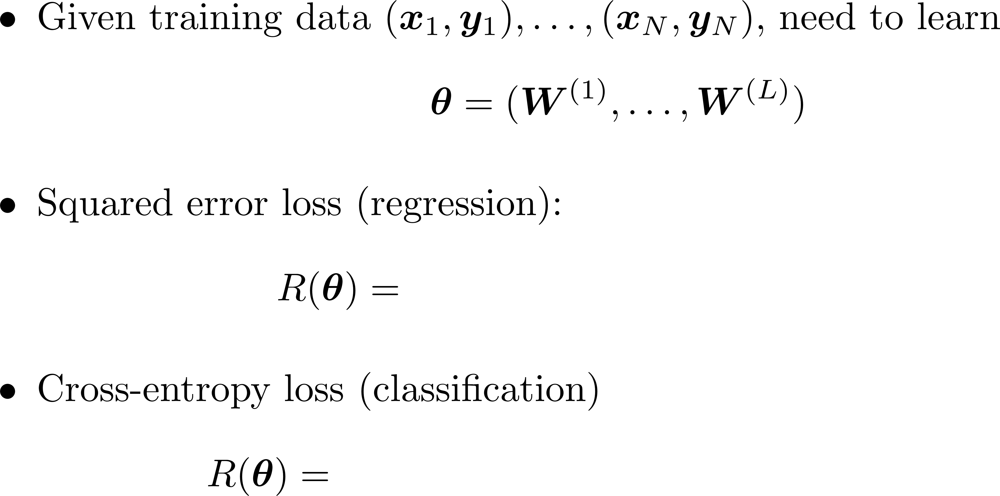 • Given training data $(\boldsymbol{x}_1, \boldsymbol{y}_1), \ldots, (\boldsymbol{x}_N, \boldsymbol{y}_N)$, need to learn
$\boldsymbol{\theta} = (\boldsymbol{W}^{(1)}, \ldots, \boldsymbol{W}^{(L)})$
• Squared error loss (regression):
$R(\boldsymbol{\theta}) =$
• Cross-entropy loss (classification)
$R(\boldsymbol{\theta}) =$